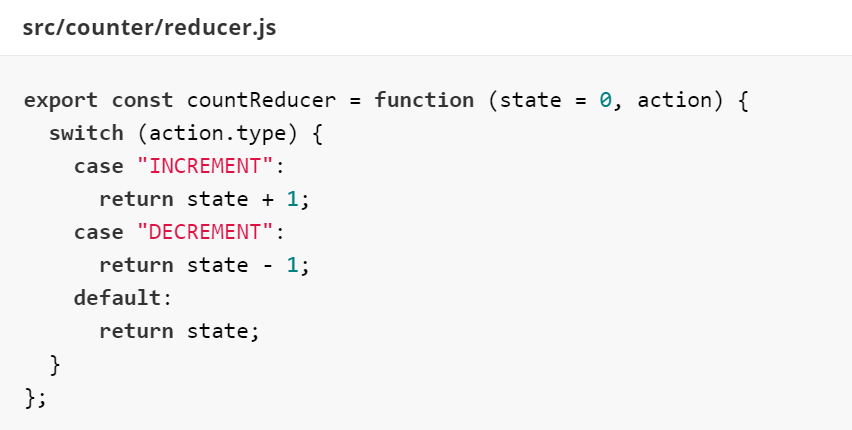 src/counter/reducer.js
export const countReducer = function (state = 0, action) {
  switch (action.type) {
    case "INCREMENT":
      return state + 1;
    case "DECREMENT":
      return state - 1;
    default:
      return state;
  }
};